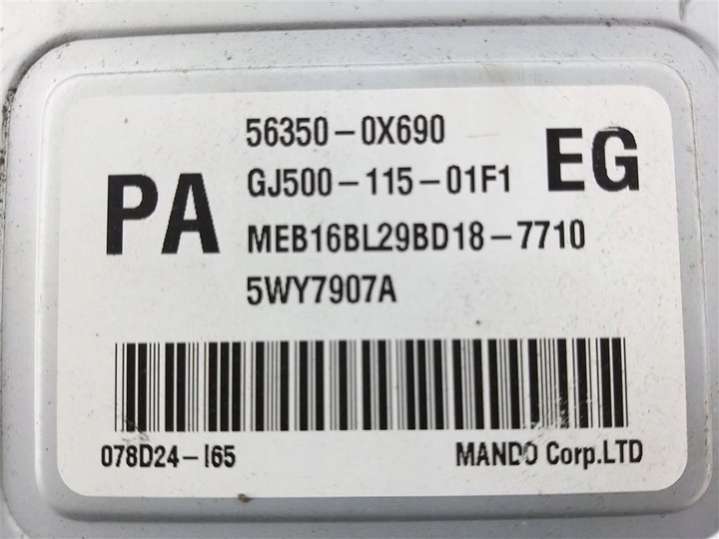 56350-0X690
PA
GJ500-115-01F1
EG
MEB16BL29BD18-7710
5WY7907A
078D24-I65
MANDO Corp.LTD